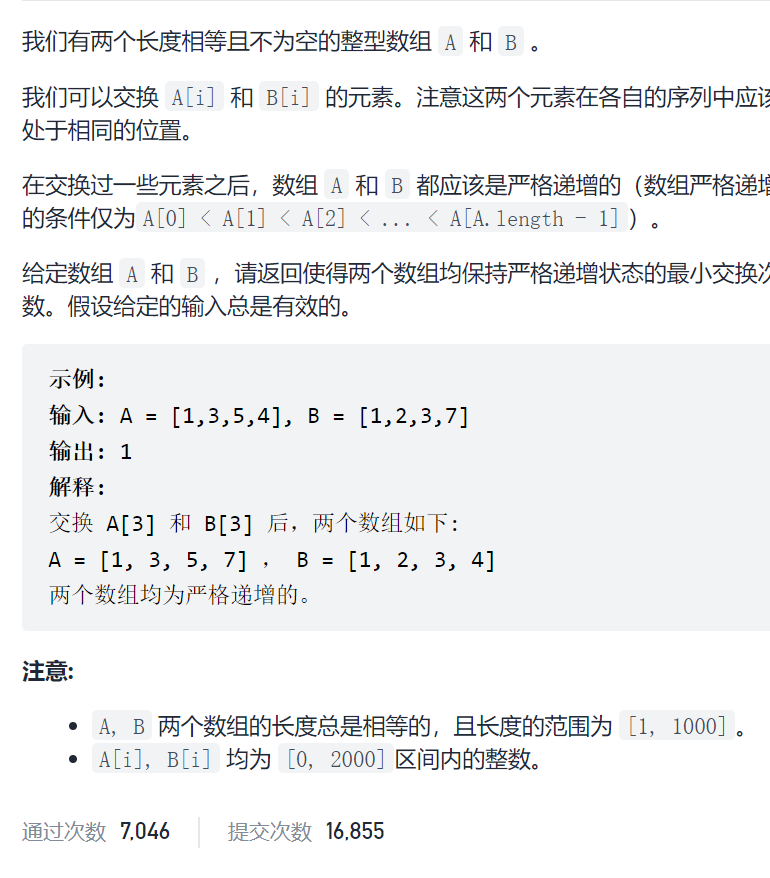 我们有两个长度相等且不为空的整型数组 A 和 B 。
我们可以交换 A[i] 和 B[i] 的元素。注意这两个元素在各自的序列中应该
处于相同的位置。
在交换过一些元素之后，数组 A 和 B 都应该是严格递增的（数组严格递增
的条件仅为 A[0] < A[1] < A[2] < ... < A[A.length - 1] ）。
给定数组 A 和 B ，请返回使得两个数组均保持严格递增状态的最小交换次
数。假设给定的输入总是有效的。
示例:
输入: A = [1,3,5,4], B = [1,2,3,7]
输出: 1
解释:
交换 A[3] 和 B[3] 后，两个数组如下:
A = [1, 3, 5, 7] ， B = [1, 2, 3, 4]
两个数组均为严格递增的。
注意:
• A, B 两个数组的长度总是相等的，且长度的范围为 [1, 1000] 。
• A[i], B[i] 均为 [0, 2000] 区间内的整数。
通过次数 7,046 提交次数 16,855